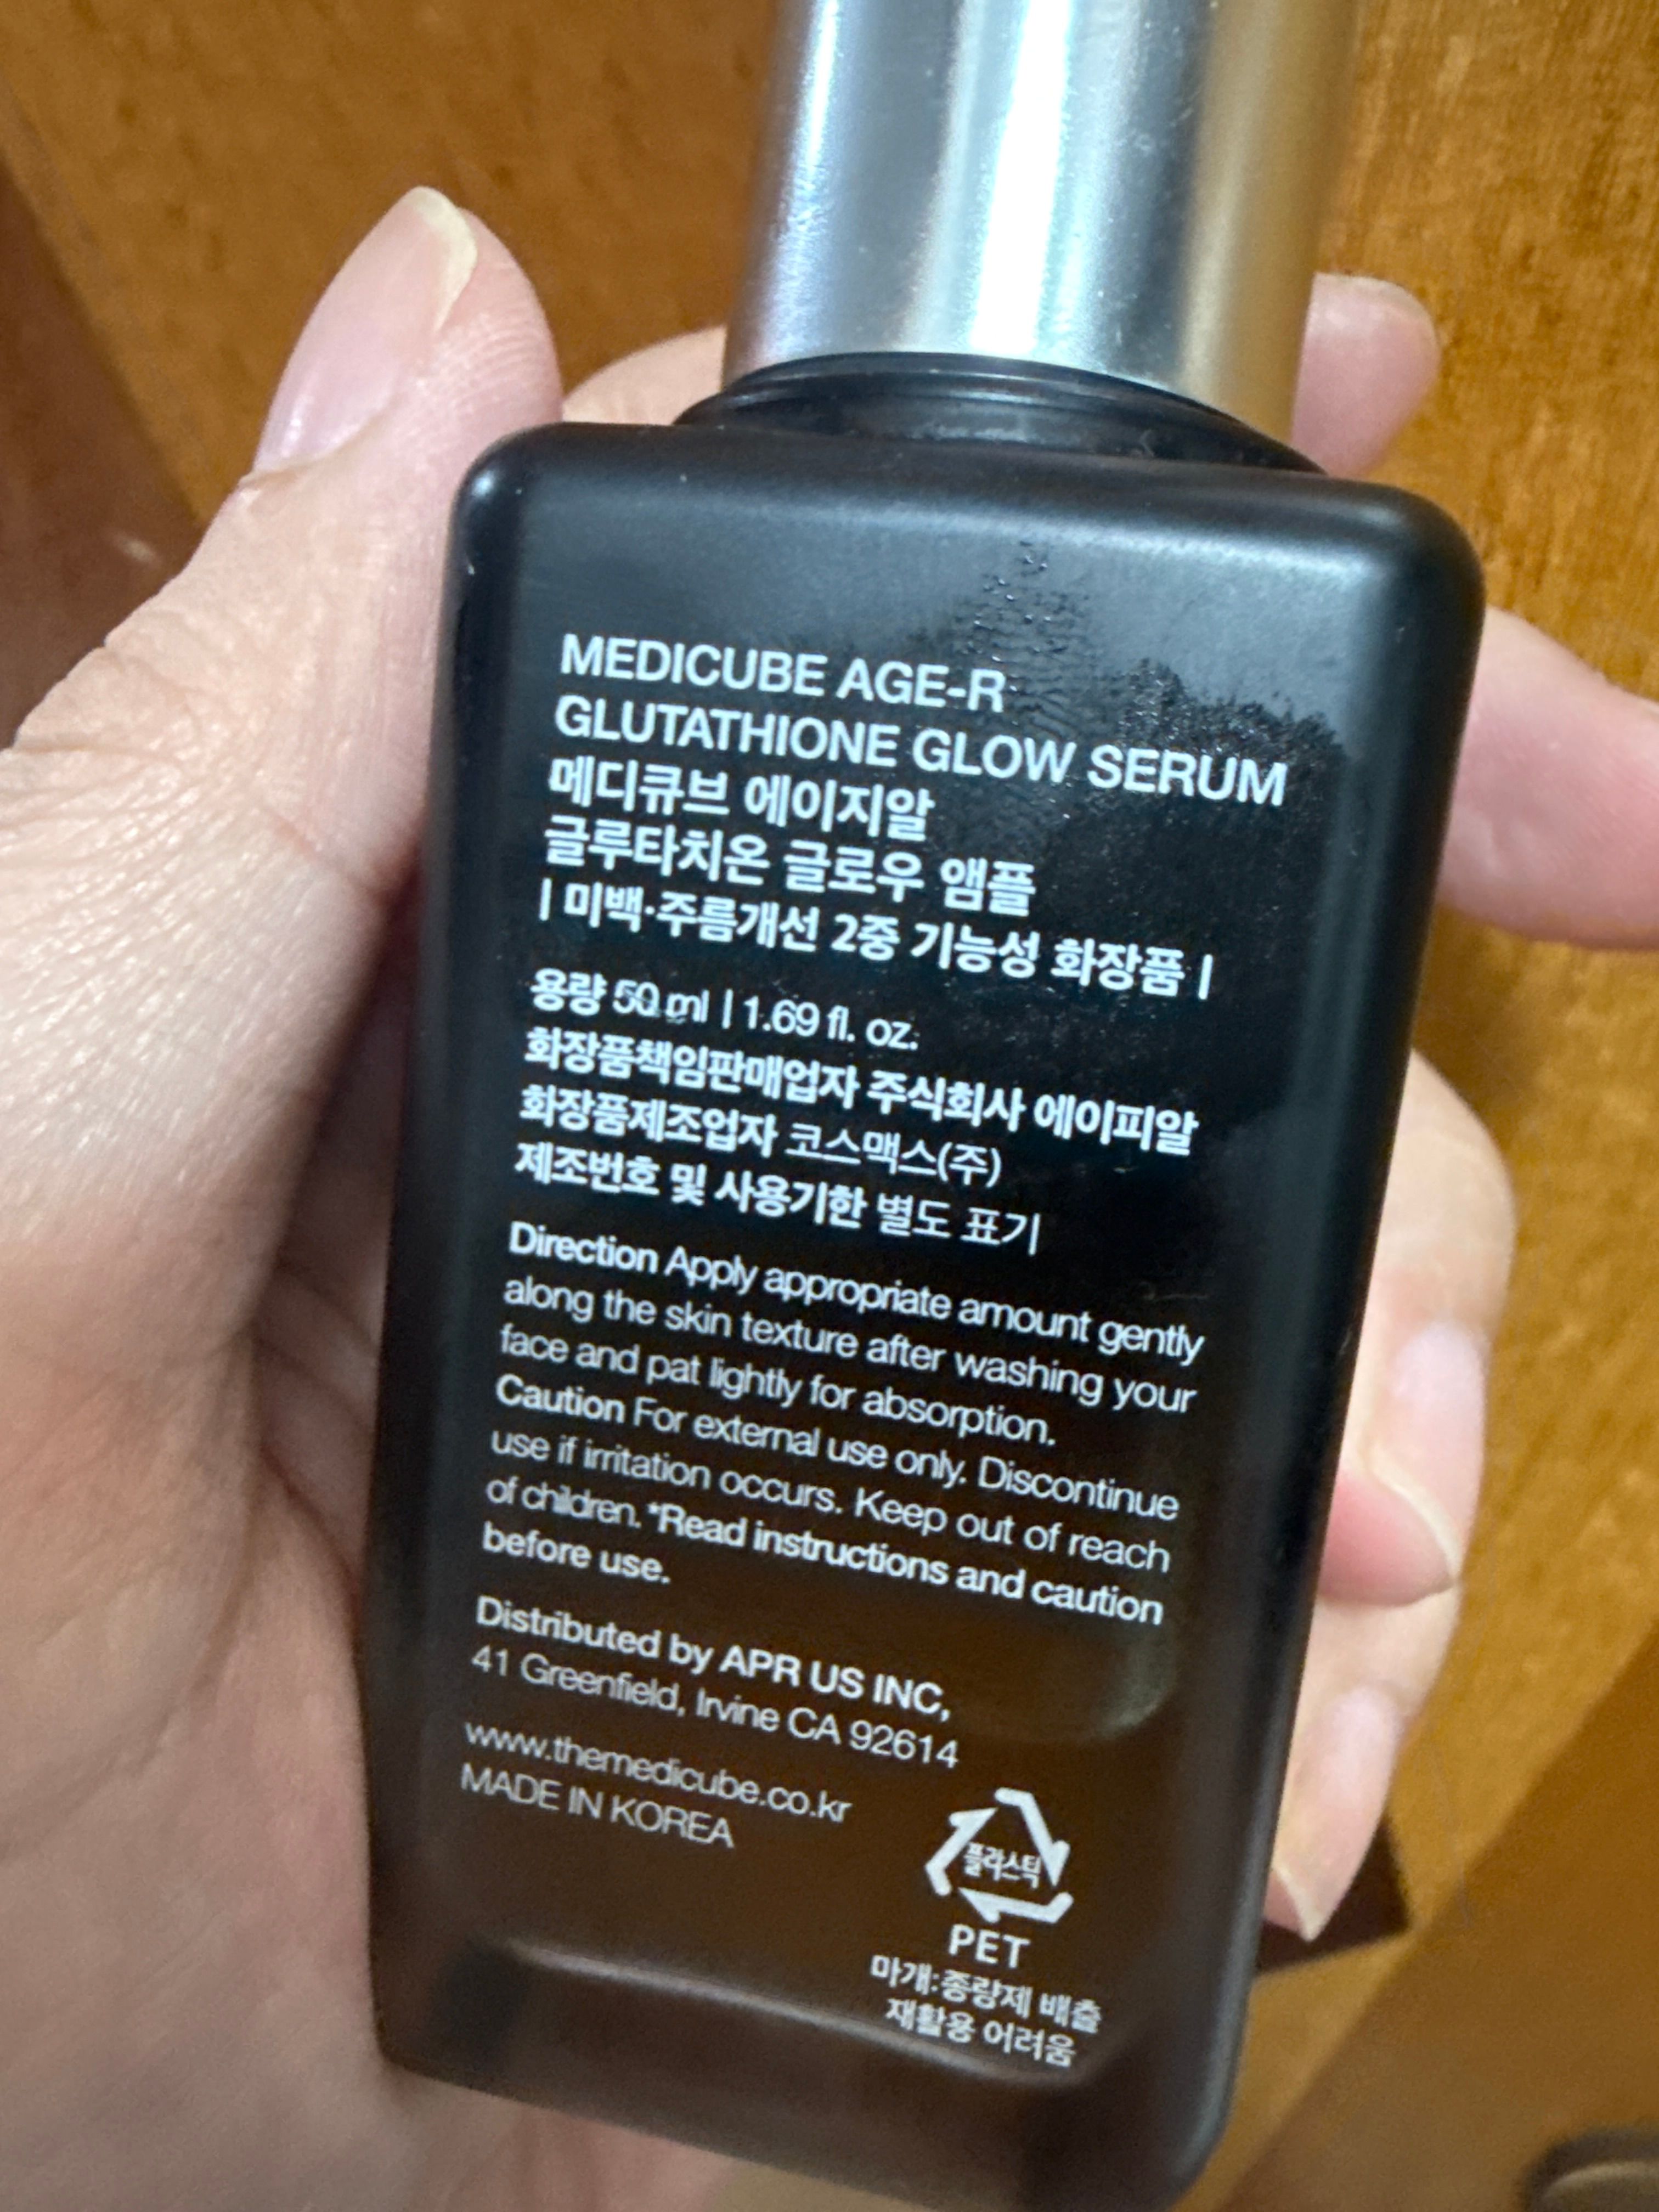 MEDICUBE AGE-R
GLUTATHIONE GLOW SERUM
메디큐브 에이지알
글루타치온 글로우 앰플
| 미백·주름개선 2중 기능성 화장품 |
용량 50 ml | 1.69 fl. oz.
화장품책임판매업자 주식회사 에이피알
화장품제조업자 코스맥스(주)
제조번호 및 사용기한 별도 표기
Direction Apply appropriate amount gently
along the skin texture after washing your
face and pat lightly for absorption.
Caution For external use only. Discontinue
use if irritation occurs. Keep out of reach
of children. *Read instructions and caution
before use.
Distributed by APR US INC,
41 Greenfield, Irvine CA 92614
www.themedicube.co.kr
MADE IN KOREA
플라스틱
PET
마개:종량제 배출
재활용 어려움